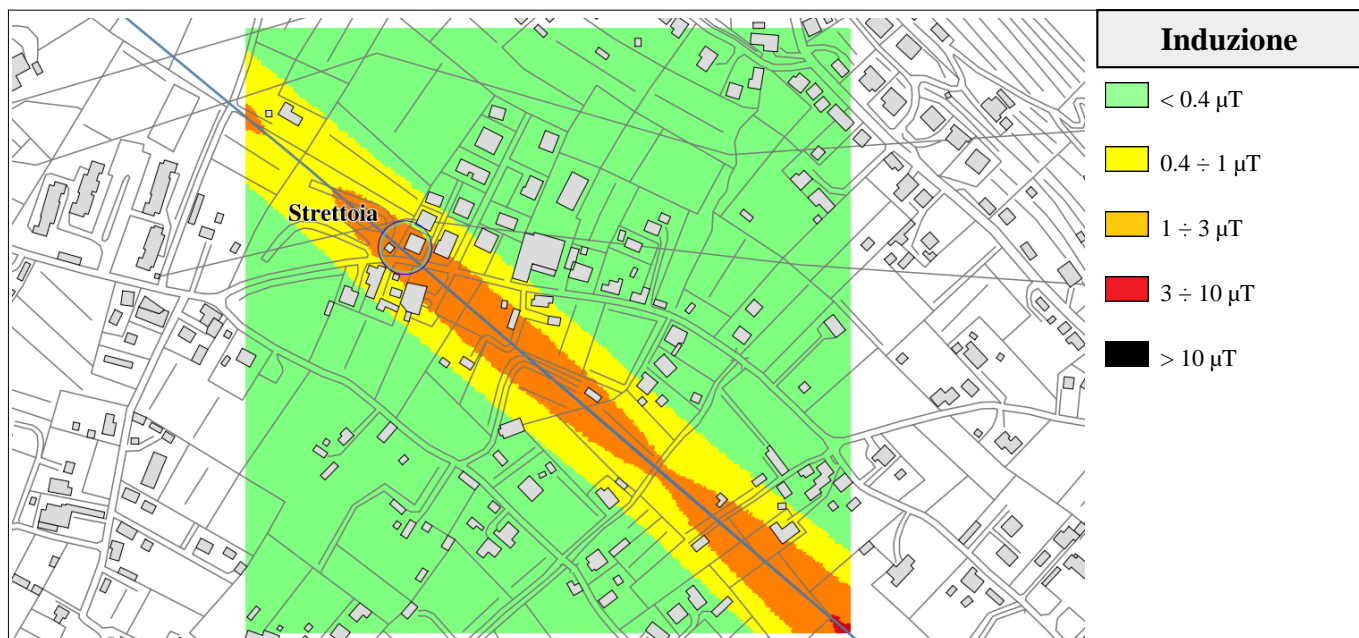 Induzione
< 0.4 µT
0.4 ÷ 1 µT
1 ÷ 3 µT
3 ÷ 10 µT
> 10 µT
Strettoia